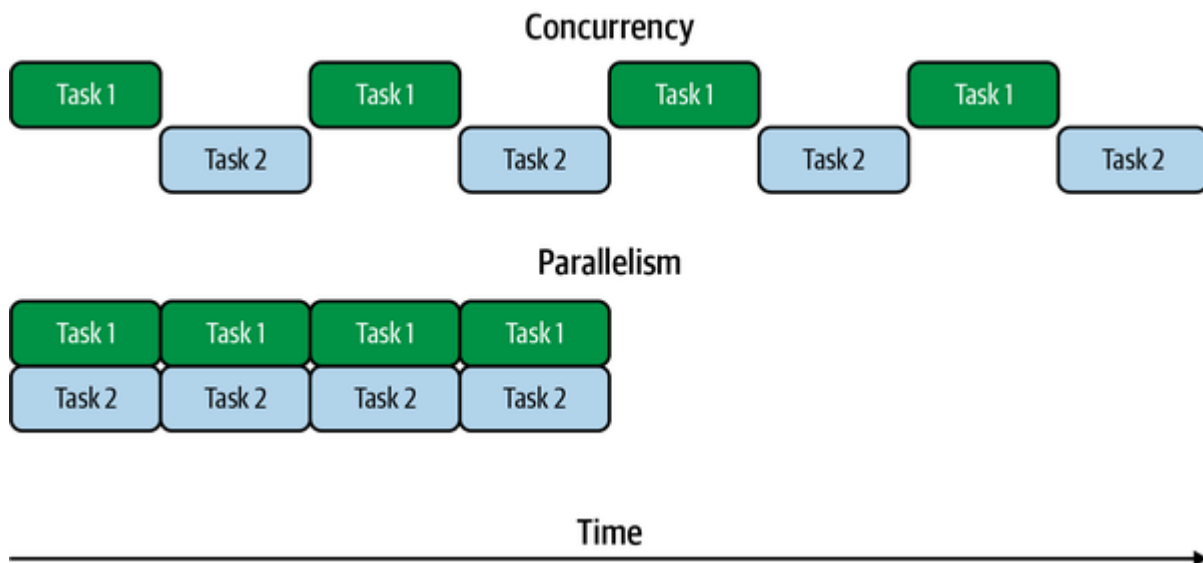 Concurrency
Task 1 Task 1 Task 1 Task 1
Task 2 Task 2 Task 2 Task 2
Parallelism
Task 1 Task 1 Task 1 Task 1
Task 2 Task 2 Task 2 Task 2
Time